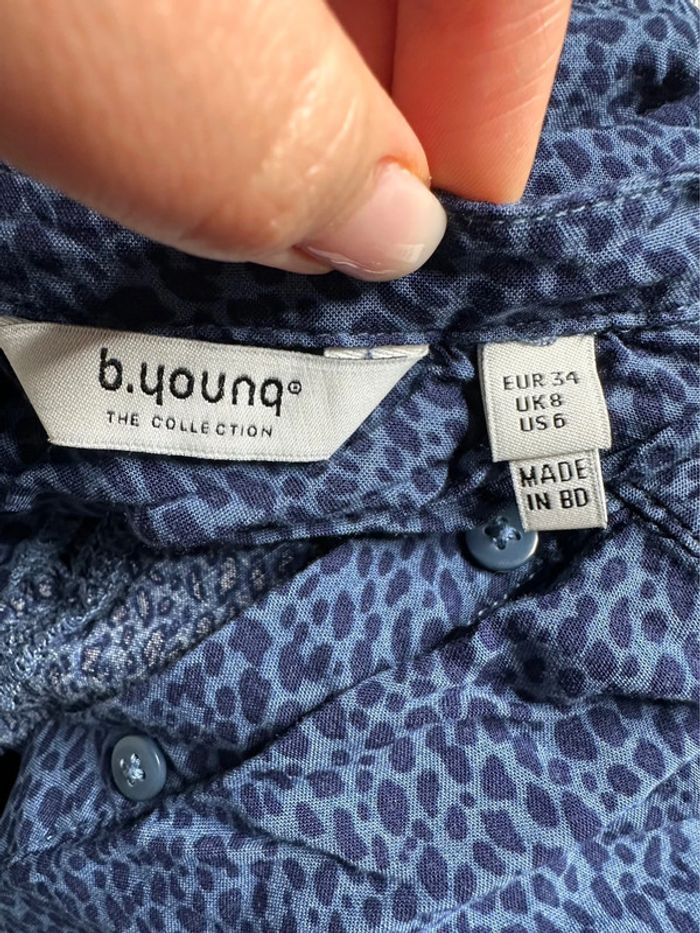 b.young®
THE COLLECTION
EUR 34
UK 8
US 6
MADE
IN BD